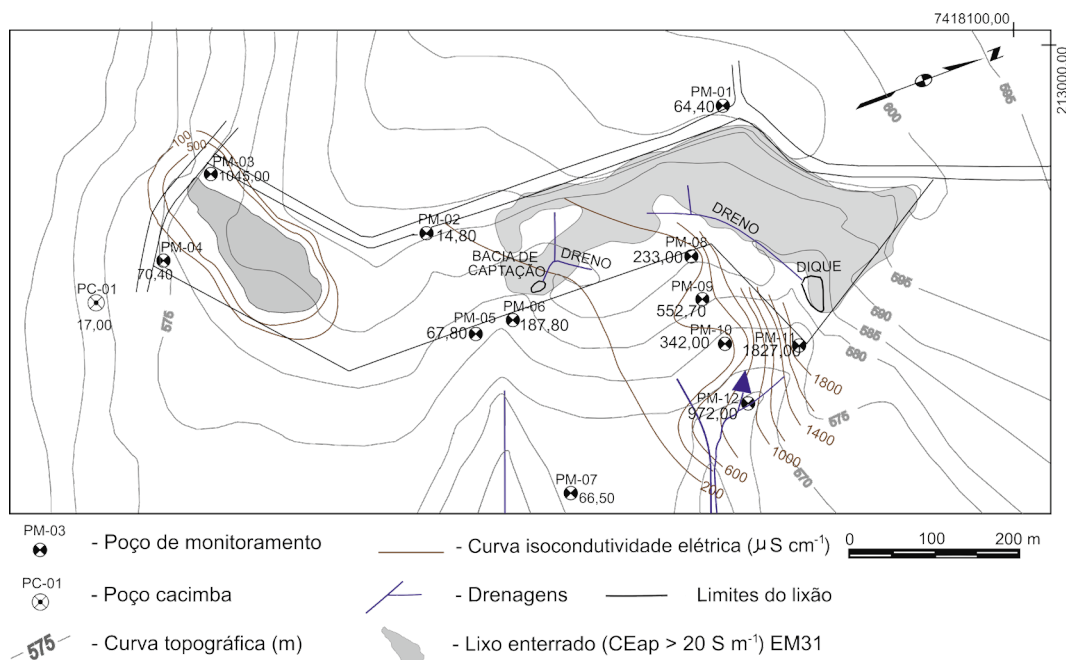 7418100,00
213000,00
N
595
600
PM-01
64,40
100
500
PM-03
1045,00
PM-02
14,80
PM-04
70,40
PC-01
17,00
575
BACIA DE
CAPTAÇÃO
DRENO
DRENO
PM-08
233,00
DIQUE
PM-09
552,70
PM-06
187,80
PM-05
67,80
PM-10
342,00
PM-11
1827,00
595
590
585
580
1800
PM-12
972,00
575
1400
1000
600
200
570
PM-07
66,50
PM-03
- Poço de monitoramento
- Curva isocondutividade elétrica (μS cm⁻¹)
0 100 200 m
PC-01
- Poço cacimba
- Drenagens
Limites do lixão
575
- Curva topográfica (m)
- Lixo enterrado (CEap > 20 S m⁻¹) EM31